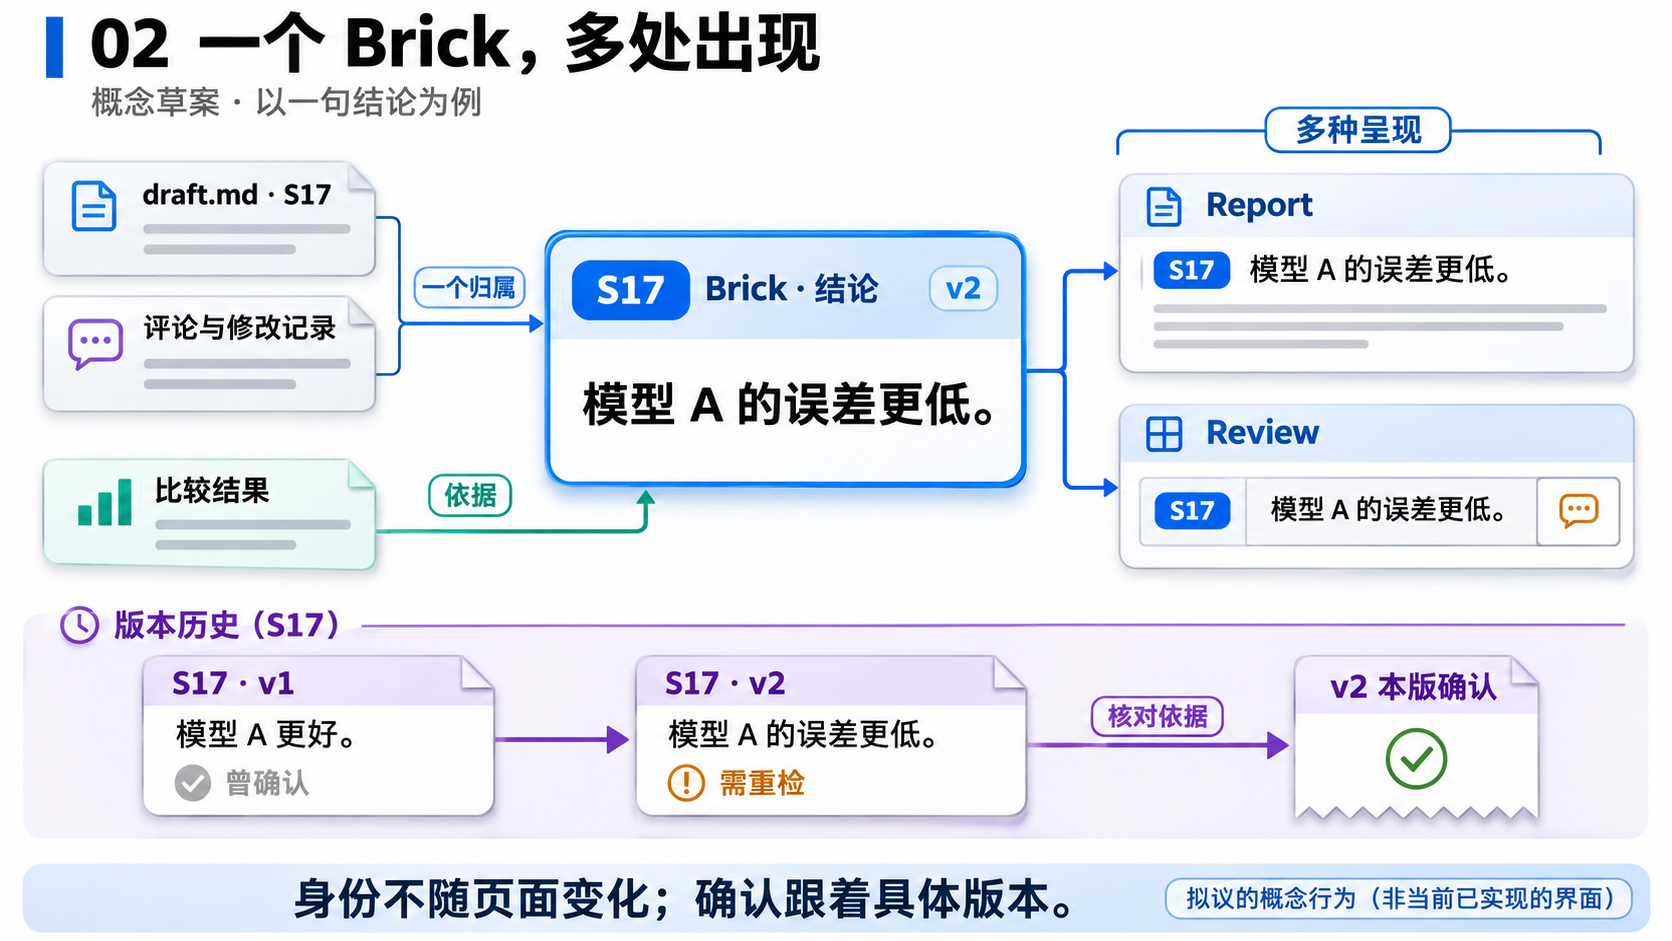 02 一个 Brick，多处出现
概念草案 · 以一句结论为例
draft.md · S17
评论与修改记录
一个归属
比较结果
依据
S17 Brick · 结论 v2
模型 A 的误差更低。
多种呈现
Report
S17 模型 A 的误差更低。
Review
S17 模型 A 的误差更低。
版本历史（S17）
S17 · v1
模型 A 更好。
曾确认
S17 · v2
模型 A 的误差更低。
需重检
核对依据
v2 本版确认
身份不随页面变化；确认跟着具体版本。
拟议的概念行为（非当前已实现的界面）